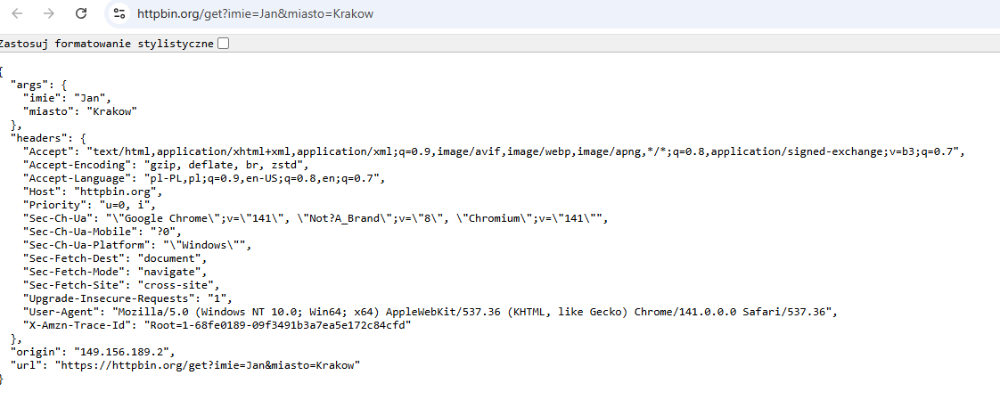 httpbin.org/get?imie=Jan&miasto=Krakow
Zastosuj formatowanie stylistyczne
{
  "args": {
    "imie": "Jan",
    "miasto": "Krakow"
  },
  "headers": {
    "Accept": "text/html,application/xhtml+xml,application/xml;q=0.9,image/avif,image/webp,image/apng,*/*;q=0.8,application/signed-exchange;v=b3;q=0.7",
    "Accept-Encoding": "gzip, deflate, br, zstd",
    "Accept-Language": "pl-PL,pl;q=0.9,en-US;q=0.8,en;q=0.7",
    "Host": "httpbin.org",
    "Priority": "u=0, i",
    "Sec-Ch-Ua": "\"Google Chrome\";v=\"141\", \"Not?A_Brand\";v=\"8\", \"Chromium\";v=\"141\"",
    "Sec-Ch-Ua-Mobile": "?0",
    "Sec-Ch-Ua-Platform": "\"Windows\"",
    "Sec-Fetch-Dest": "document",
    "Sec-Fetch-Mode": "navigate",
    "Sec-Fetch-Site": "cross-site",
    "Upgrade-Insecure-Requests": "1",
    "User-Agent": "Mozilla/5.0 (Windows NT 10.0; Win64; x64) AppleWebKit/537.36 (KHTML, like Gecko) Chrome/141.0.0.0 Safari/537.36",
    "X-Amzn-Trace-Id": "Root=1-68fe0189-09f3491b3a7ea5e172c84cfd"
  },
  "origin": "149.156.189.2",
  "url": "https://httpbin.org/get?imie=Jan&miasto=Krakow"
}